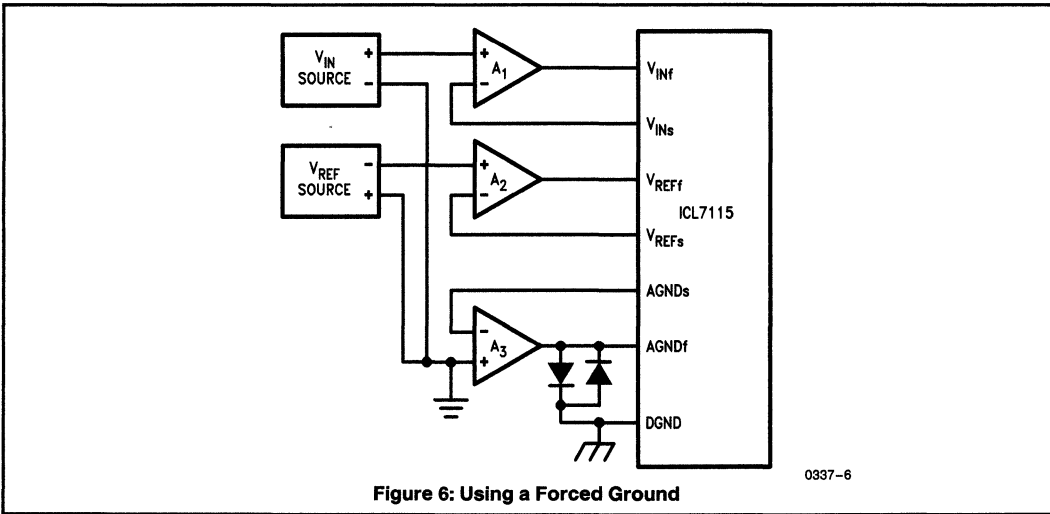 V_IN
SOURCE
+
-
+
-
A_1
V_INf
V_INs
V_REF
SOURCE
-
+
+
-
A_2
V_REFf
ICL7115
V_REFs
AGNDs
-
+
A_3
AGNDf
DGND
0337-6
Figure 6: Using a Forced Ground